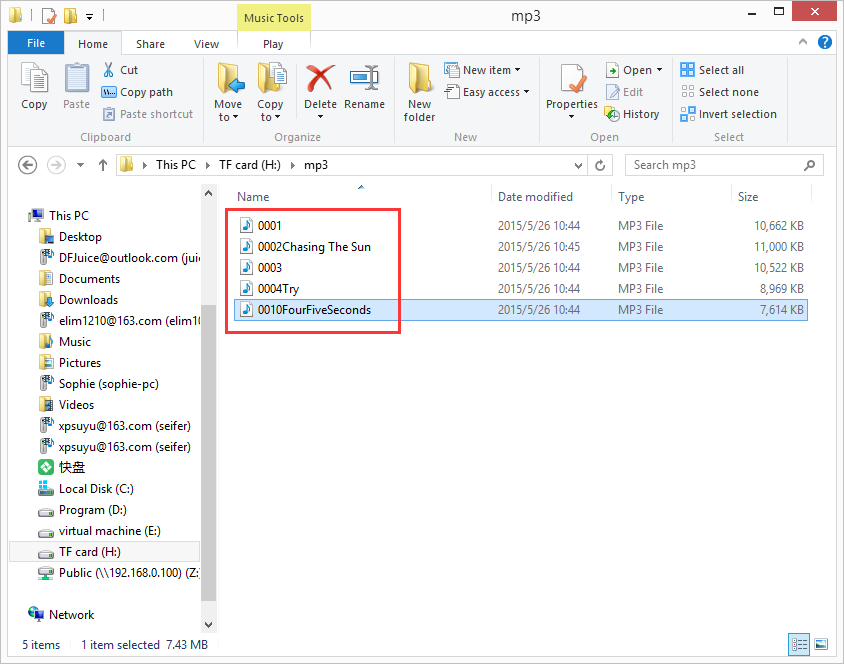 Music Tools
mp3
File
Home
Share
View
Play
Copy
Paste
Cut
Copy path
Paste shortcut
Clipboard
Move to
Copy to
Delete
Rename
Organize
New folder
New item
Easy access
New
Properties
Open
Edit
History
Open
Select all
Select none
Invert selection
Select
This PC
TF card (H:)
mp3
Search mp3
This PC
Desktop
DFJuice@outlook.com (juic
Documents
Downloads
elim1210@163.com (elim10
Music
Pictures
Sophie (sophie-pc)
Videos
xpsuyu@163.com (seifer)
xpsuyu@163.com (seifer)
快盘
Local Disk (C:)
Program (D:)
virtual machine (E:)
TF card (H:)
Public (\\192.168.0.100) (Z:
Network
Name Date modified Type Size
0001 2015/5/26 10:44 MP3 File 10,662 KB
0002Chasing The Sun 2015/5/26 10:45 MP3 File 11,000 KB
0003 2015/5/26 10:44 MP3 File 10,522 KB
0004Try 2015/5/26 10:44 MP3 File 8,969 KB
0010FourFiveSeconds 2015/5/26 10:44 MP3 File 7,614 KB
5 items 1 item selected 7.43 MB